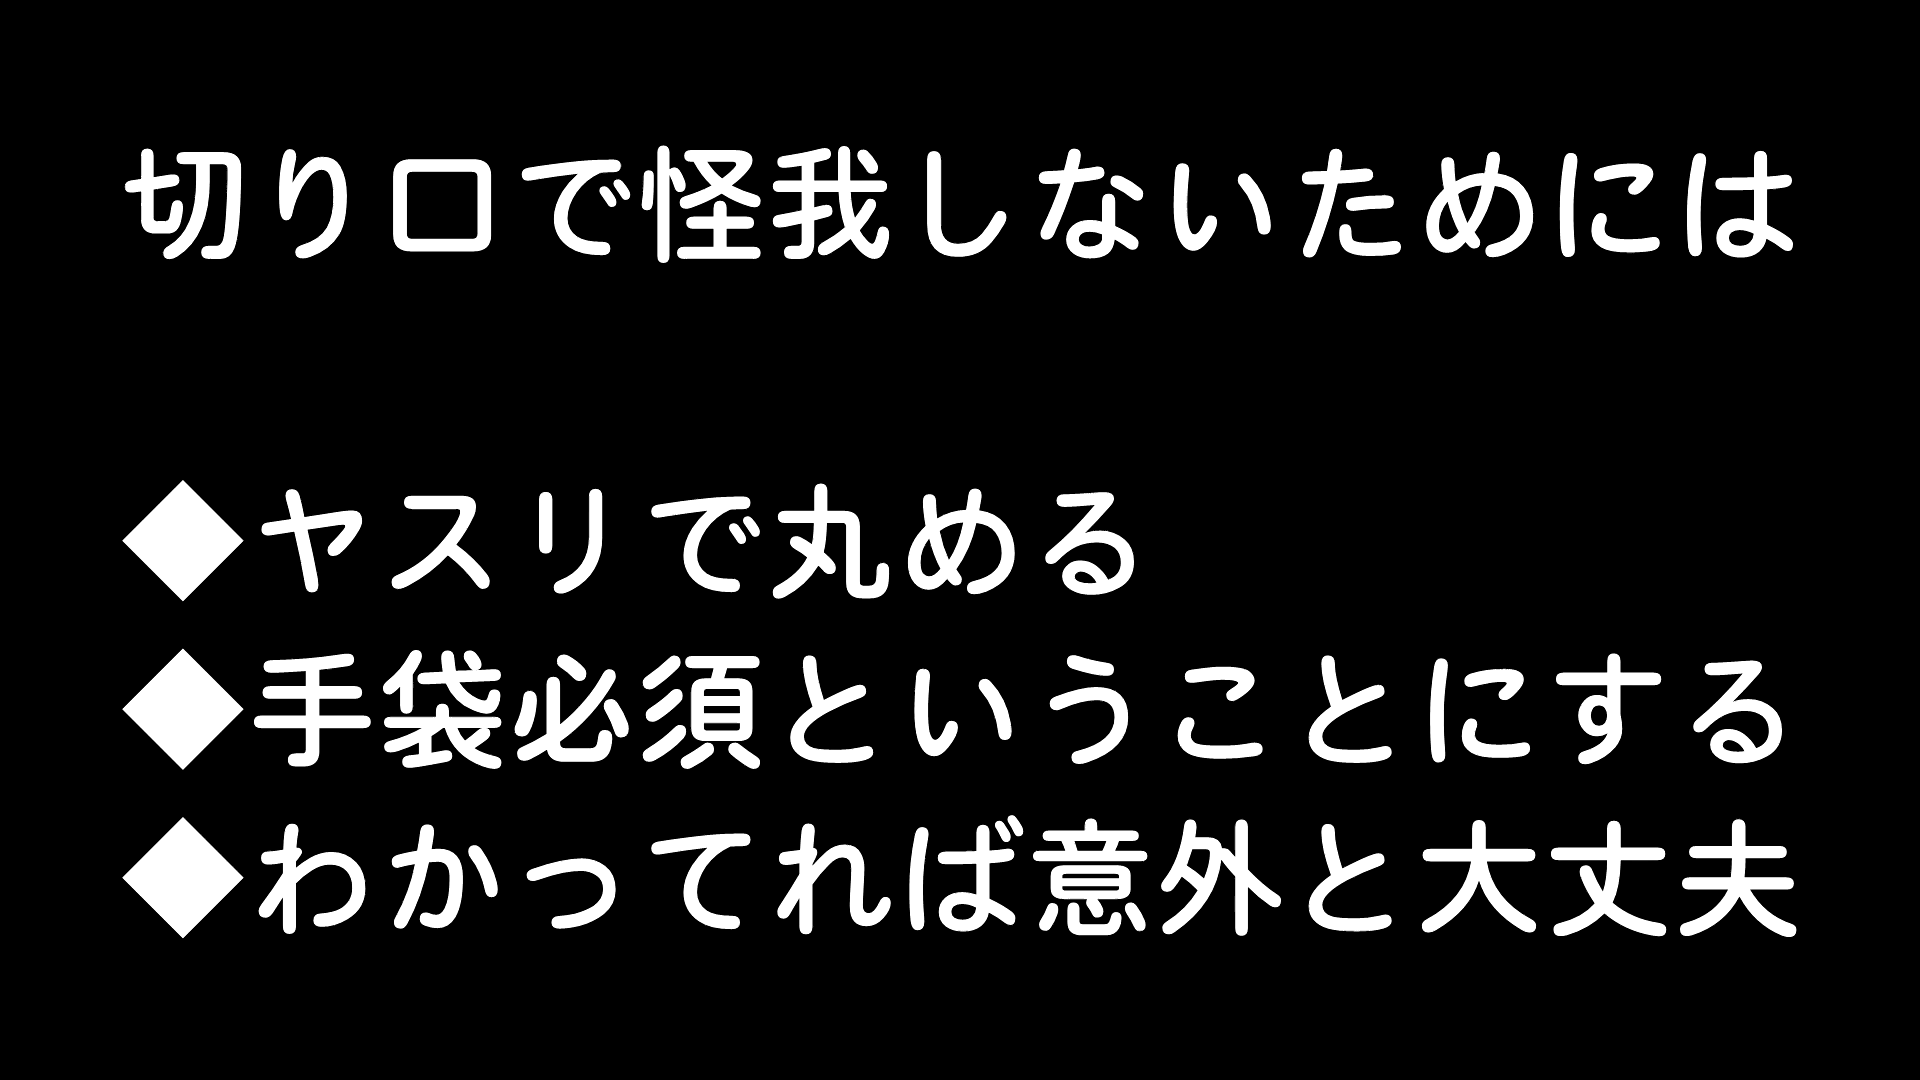 切り口で怪我しないためには
◆ヤスリで丸める
◆手袋必須ということにする
◆わかってれば意外と大丈夫